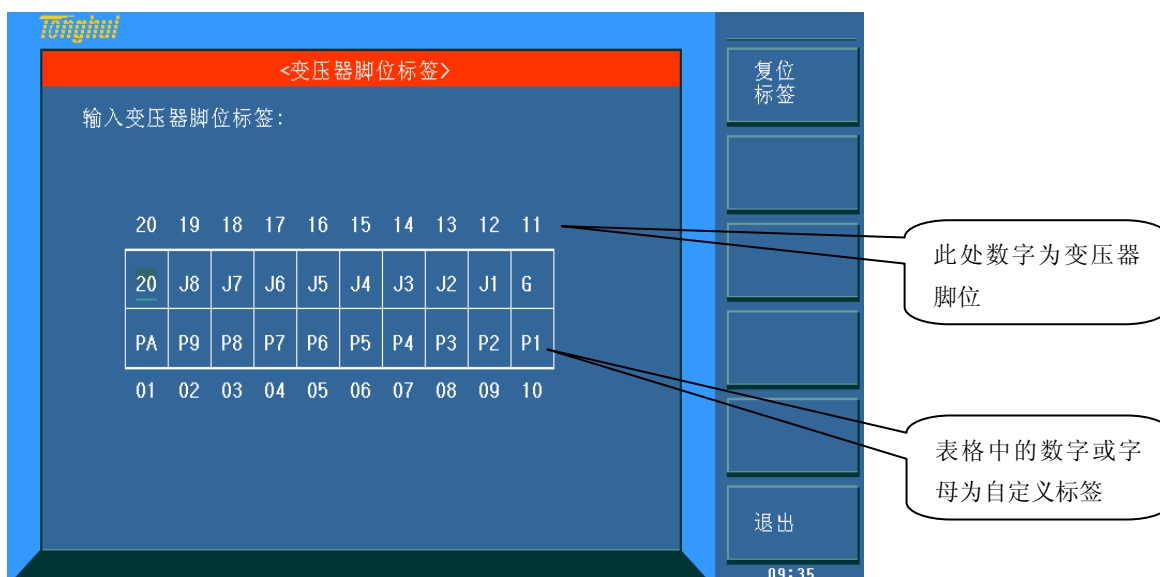 Tonghui
<变压器脚位标签>
输入变压器脚位标签:
20 19 18 17 16 15 14 13 12 11
20 J8 J7 J6 J5 J4 J3 J2 J1 G
PA P9 P8 P7 P6 P5 P4 P3 P2 P1
01 02 03 04 05 06 07 08 09 10
复位
标签
退出
09:35
此处数字为变压器
脚位
表格中的数字或字
母为自定义标签